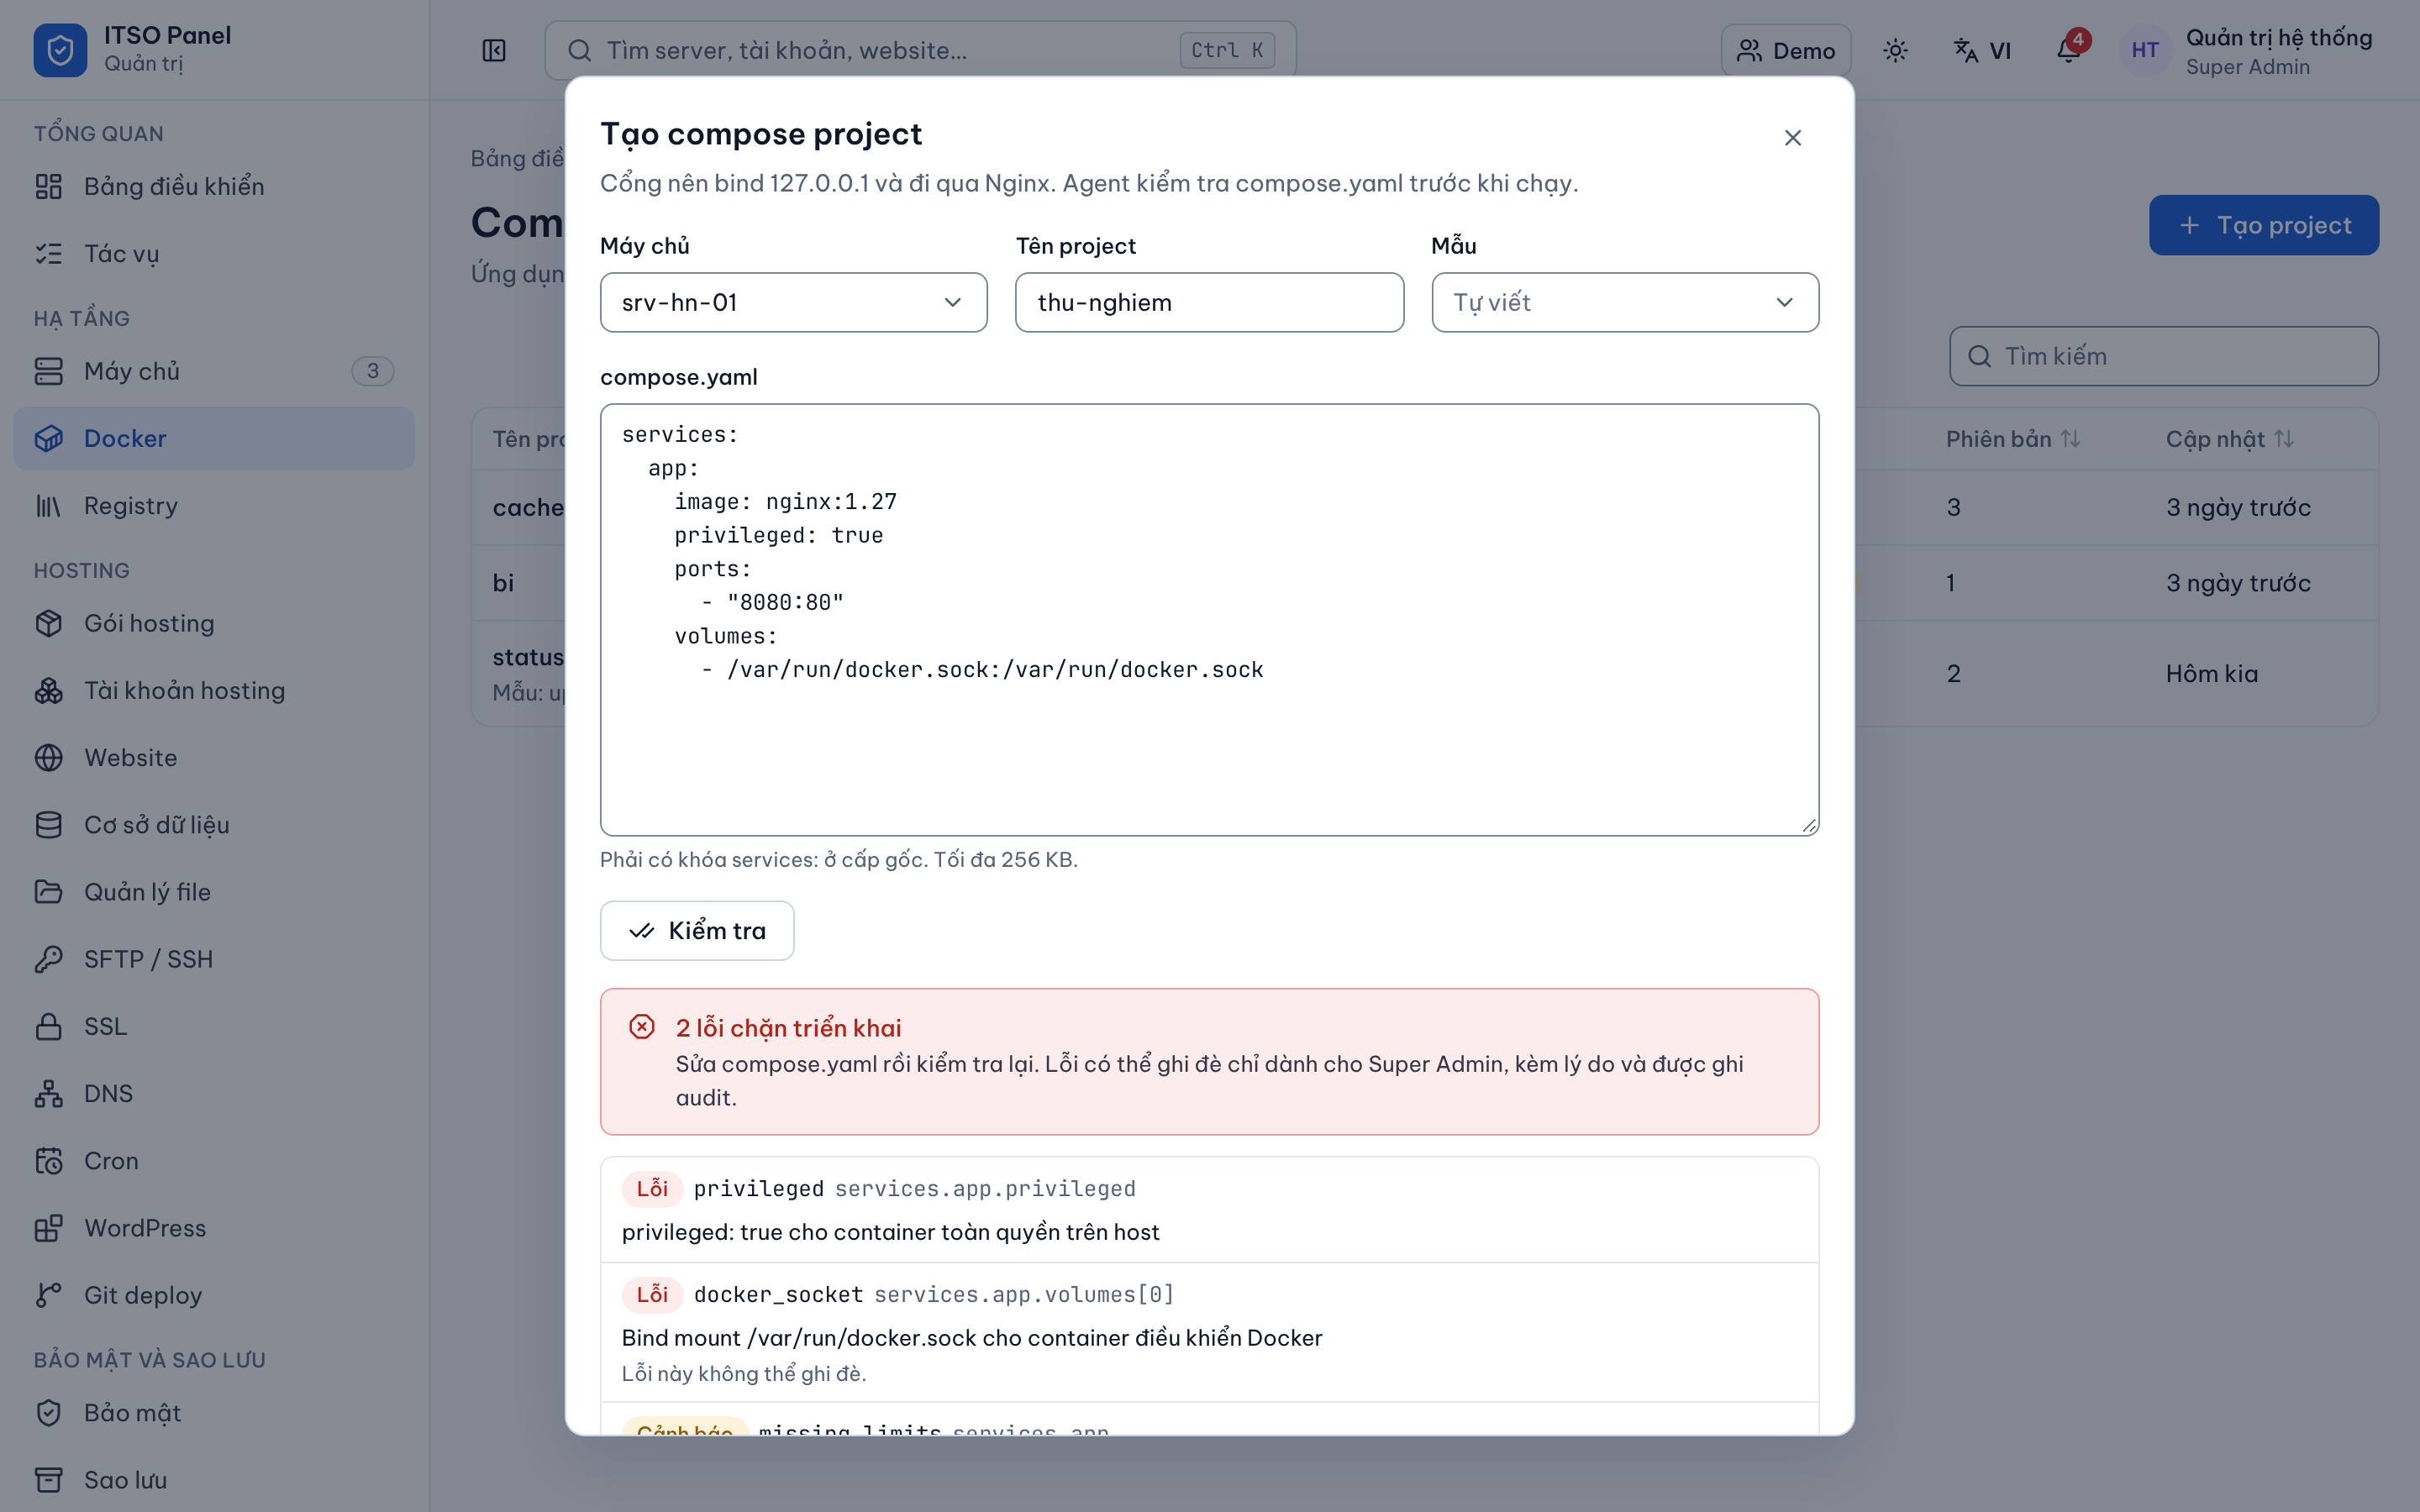 ITSO Panel
Quản trị
Tìm server, tài khoản, website...
Ctrl K
Demo
VI
4
HT
Quản trị hệ thống
Super Admin
TỔNG QUAN
Bảng điều khiển
Tác vụ
HẠ TẦNG
Máy chủ
3
Docker
Registry
HOSTING
Gói hosting
Tài khoản hosting
Website
Cơ sở dữ liệu
Quản lý file
SFTP / SSH
SSL
DNS
Cron
WordPress
Git deploy
BẢO MẬT VÀ SAO LƯU
Bảo mật
Sao lưu
Tạo project
Tìm kiếm
Phiên bản
Cập nhật
cache
3
3 ngày trước
bi
1
3 ngày trước
status
Mẫu:
2
Hôm kia
Tạo compose project
Cổng nên bind 127.0.0.1 và đi qua Nginx. Agent kiểm tra compose.yaml trước khi chạy.
Máy chủ
Tên project
Mẫu
srv-hn-01
thu-nghiem
Tự viết
compose.yaml
services:
  app:
    image: nginx:1.27
    privileged: true
    ports:
      - "8080:80"
    volumes:
      - /var/run/docker.sock:/var/run/docker.sock
Phải có khóa services: ở cấp gốc. Tối đa 256 KB.
Kiểm tra
2 lỗi chặn triển khai
Sửa compose.yaml rồi kiểm tra lại. Lỗi có thể ghi đè chỉ dành cho Super Admin, kèm lý do và được ghi
audit.
Lỗi privileged services.app.privileged
privileged: true cho container toàn quyền trên host
Lỗi docker_socket services.app.volumes[0]
Bind mount /var/run/docker.sock cho container điều khiển Docker
Lỗi này không thể ghi đè.
Cảnh báo missing_limits services.app